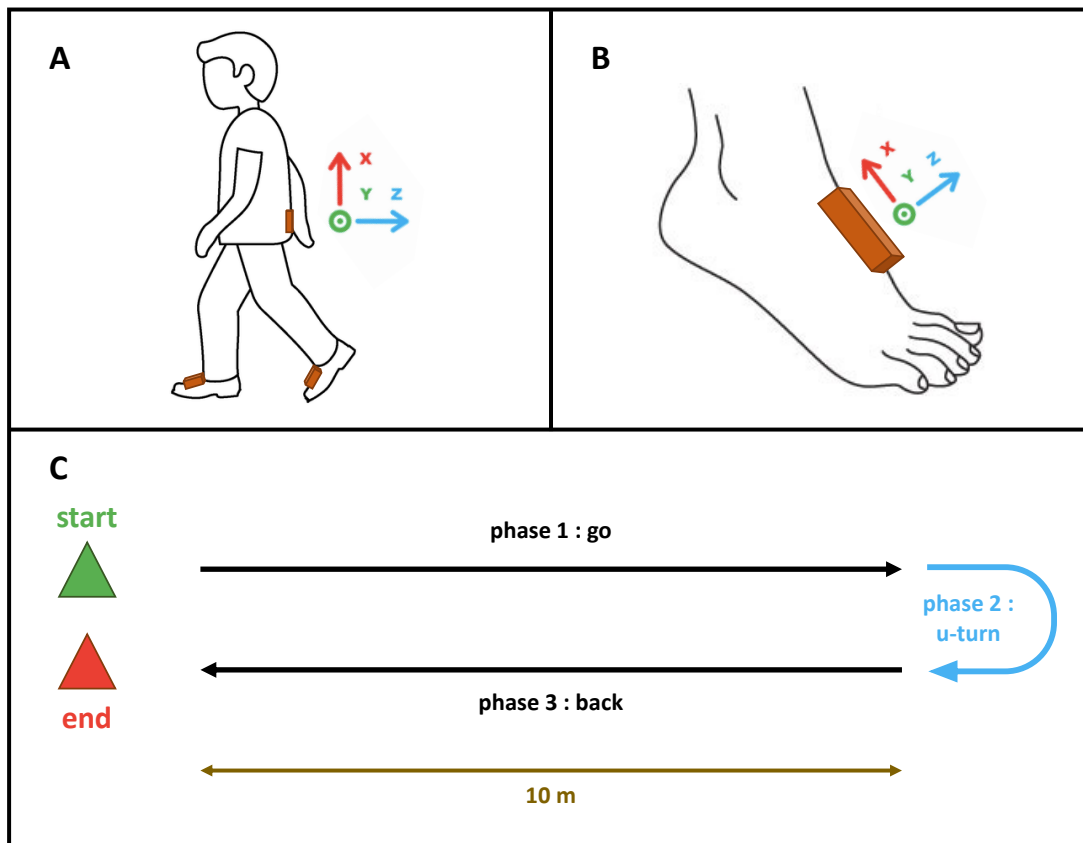 A
X
Y
Z
B
X
Y
Z
C
start
phase 1 : go
phase 2 :
u-turn
end
phase 3 : back
10 m